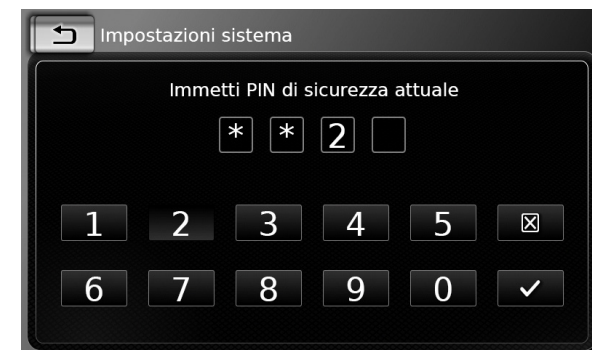 Impostazioni sistema
Immetti PIN di sicurezza attuale
* * 2
1 2 3 4 5
6 7 8 9 0